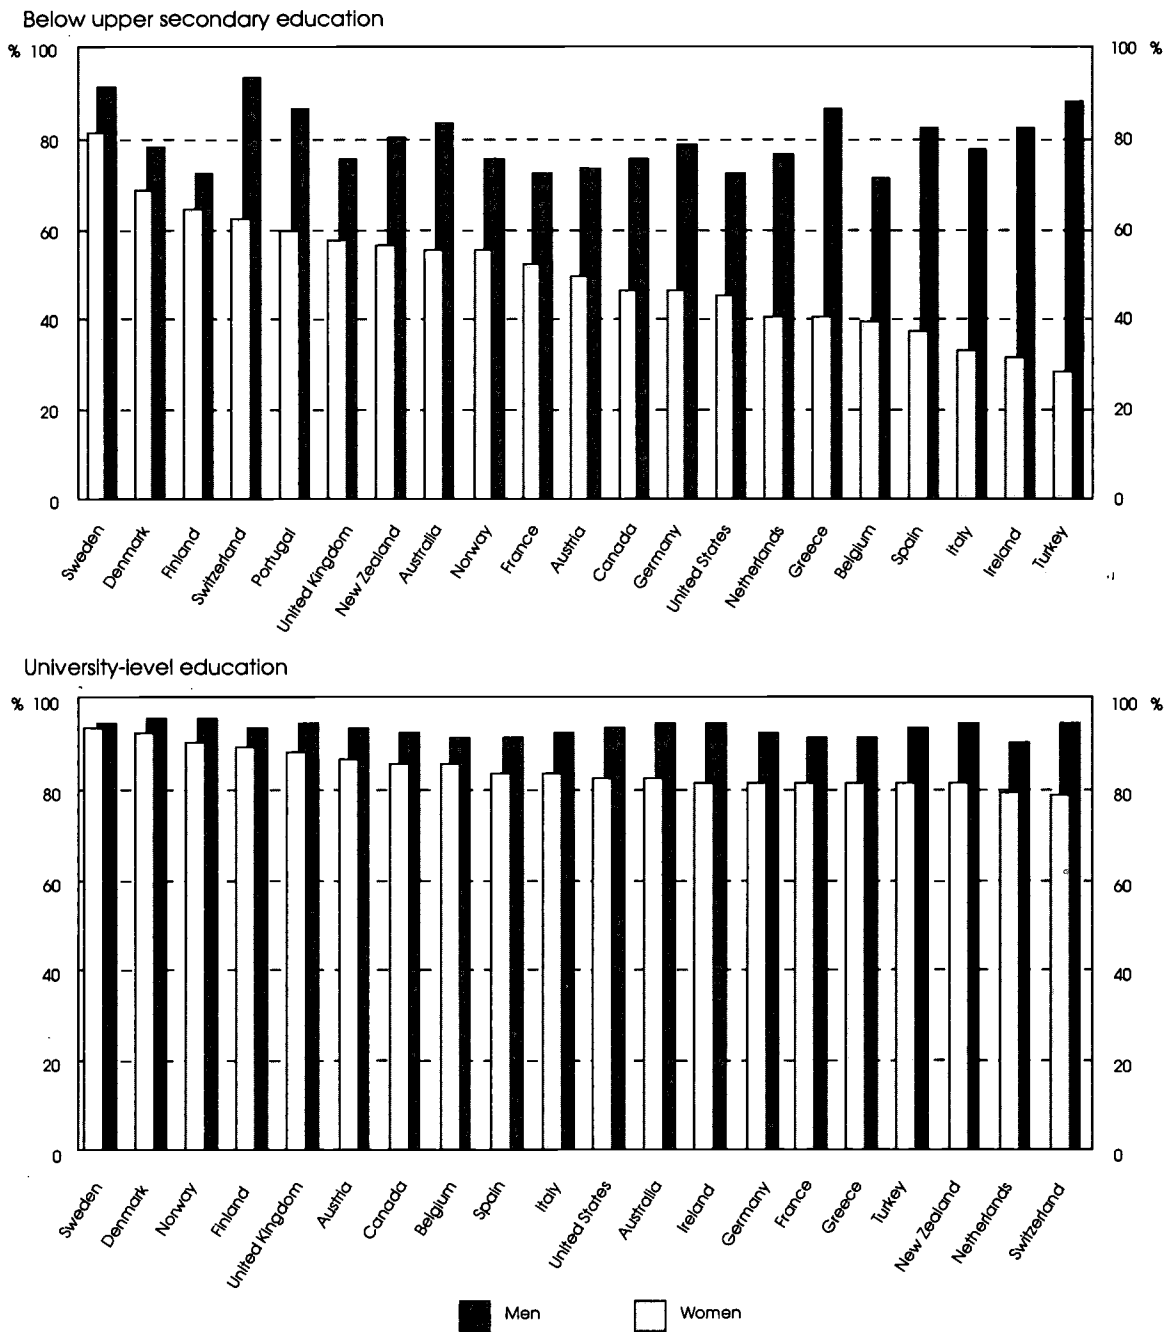 Below upper secondary education
% 100 100 %
80 80
60 60
40 40
20 20
0 0
Sweden
Denmark
Finland
Switzerland
Portugal
United Kingdom
New Zealand
Australia
Norway
France
Austria
Canada
Germany
United States
Netherlands
Greece
Belgium
Spain
Italy
Ireland
Turkey
University-level education
% 100 100 %
80 80
60 60
40 40
20 20
0 0
Sweden
Denmark
Norway
Finland
United Kingdom
Austria
Canada
Belgium
Spain
Italy
United States
Australia
Ireland
Germany
France
Greece
Turkey
New Zealand
Netherlands
Switzerland
Men Women